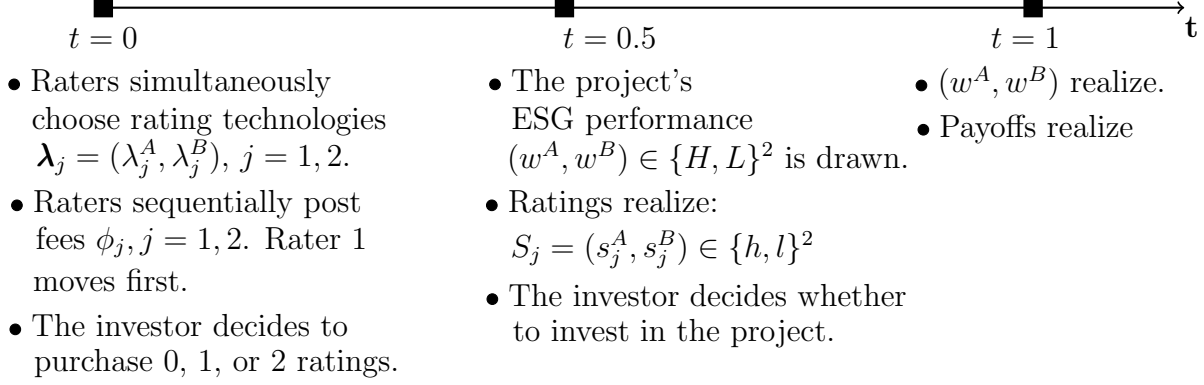 t
t = 0
t = 0.5
t = 1
• Raters simultaneously
choose rating technologies
λ_j = (λ_j^A, λ_j^B), j = 1, 2.
• Raters sequentially post
fees ϕ_j, j = 1, 2. Rater 1
moves first.
• The investor decides to
purchase 0, 1, or 2 ratings.
• The project's
ESG performance
(w^A, w^B) ∈ {H, L}^2 is drawn.
• Ratings realize:
S_j = (s_j^A, s_j^B) ∈ {h, l}^2
• The investor decides whether
to invest in the project.
• (w^A, w^B) realize.
• Payoffs realize